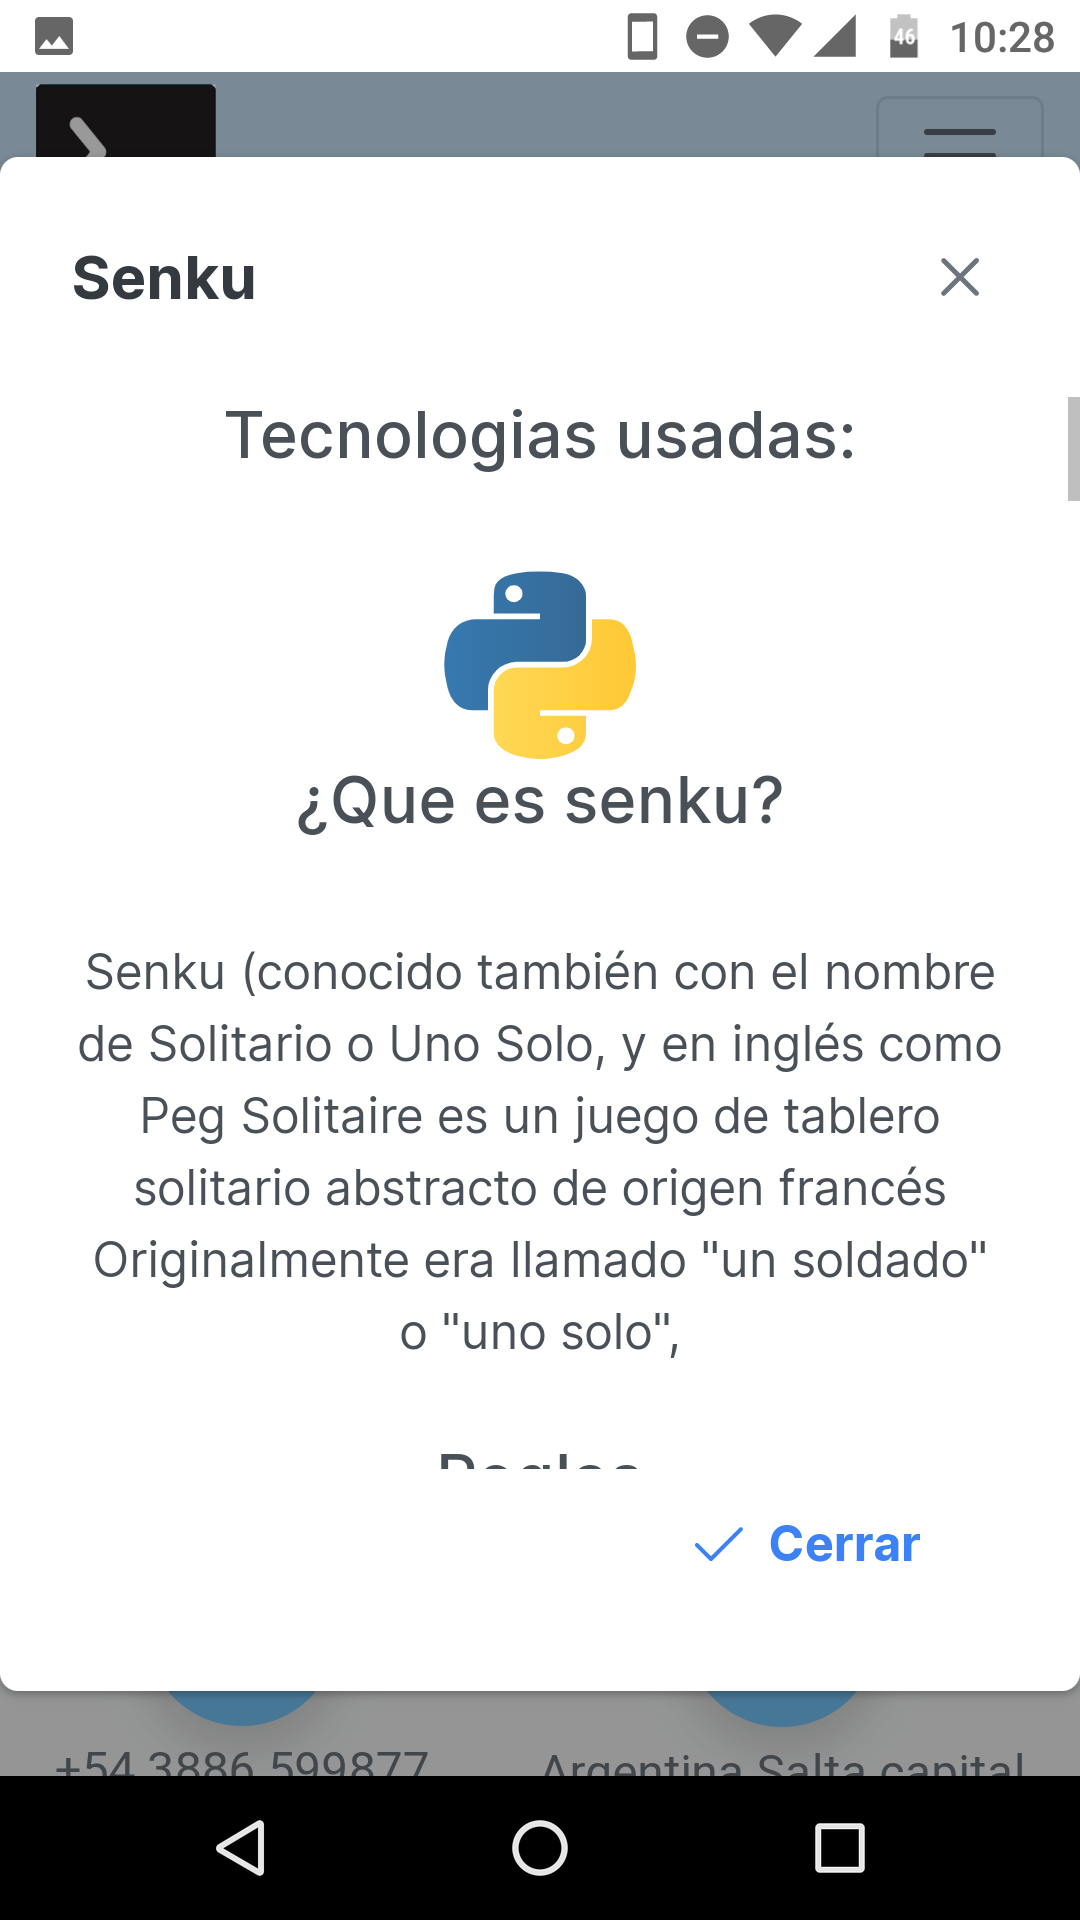 46 10:28
Senku
Tecnologias usadas:
¿Que es senku?
Senku (conocido también con el nombre
de Solitario o Uno Solo, y en inglés como
Peg Solitaire es un juego de tablero
solitario abstracto de origen francés
Originalmente era llamado "un soldado"
o "uno solo",
Reglas
Cerrar
+54 3886 599877
Argentina Salta capital